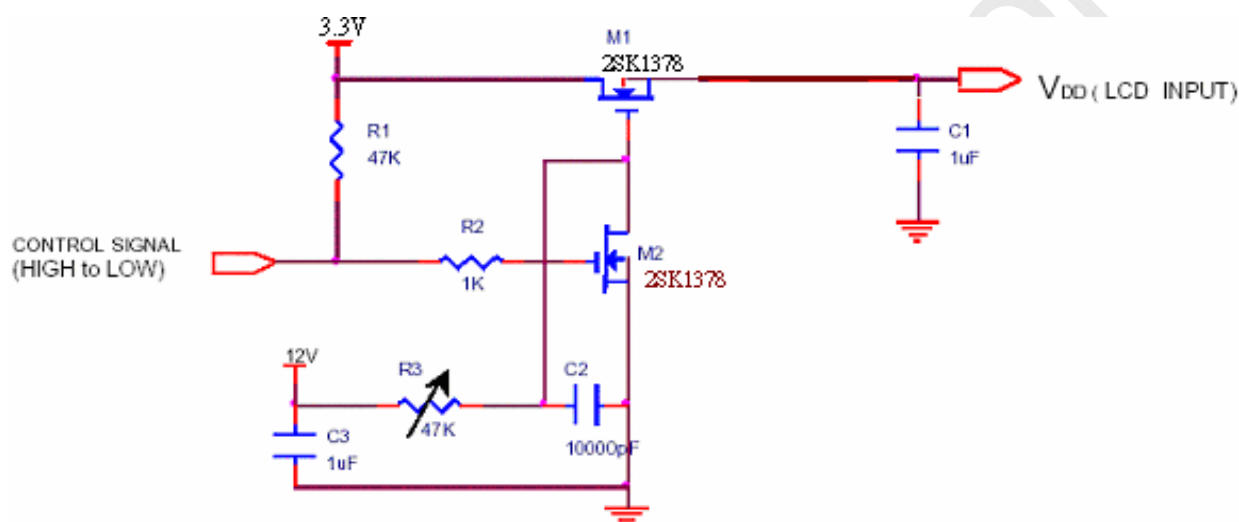 3.3V
M1
2SK1378
VDD ( LCD INPUT)
R1
47K
C1
1uF
CONTROL SIGNAL
(HIGH to LOW)
R2
1K
M2
2SK1378
12V
R3
47K
C2
10000pF
C3
1uF